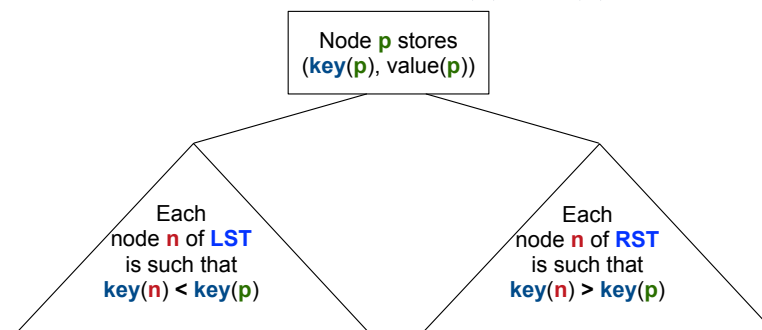 Node p stores
(key(p), value(p))
Each
node n of LST
is such that
key(n) < key(p)
Each
node n of RST
is such that
key(n) > key(p)